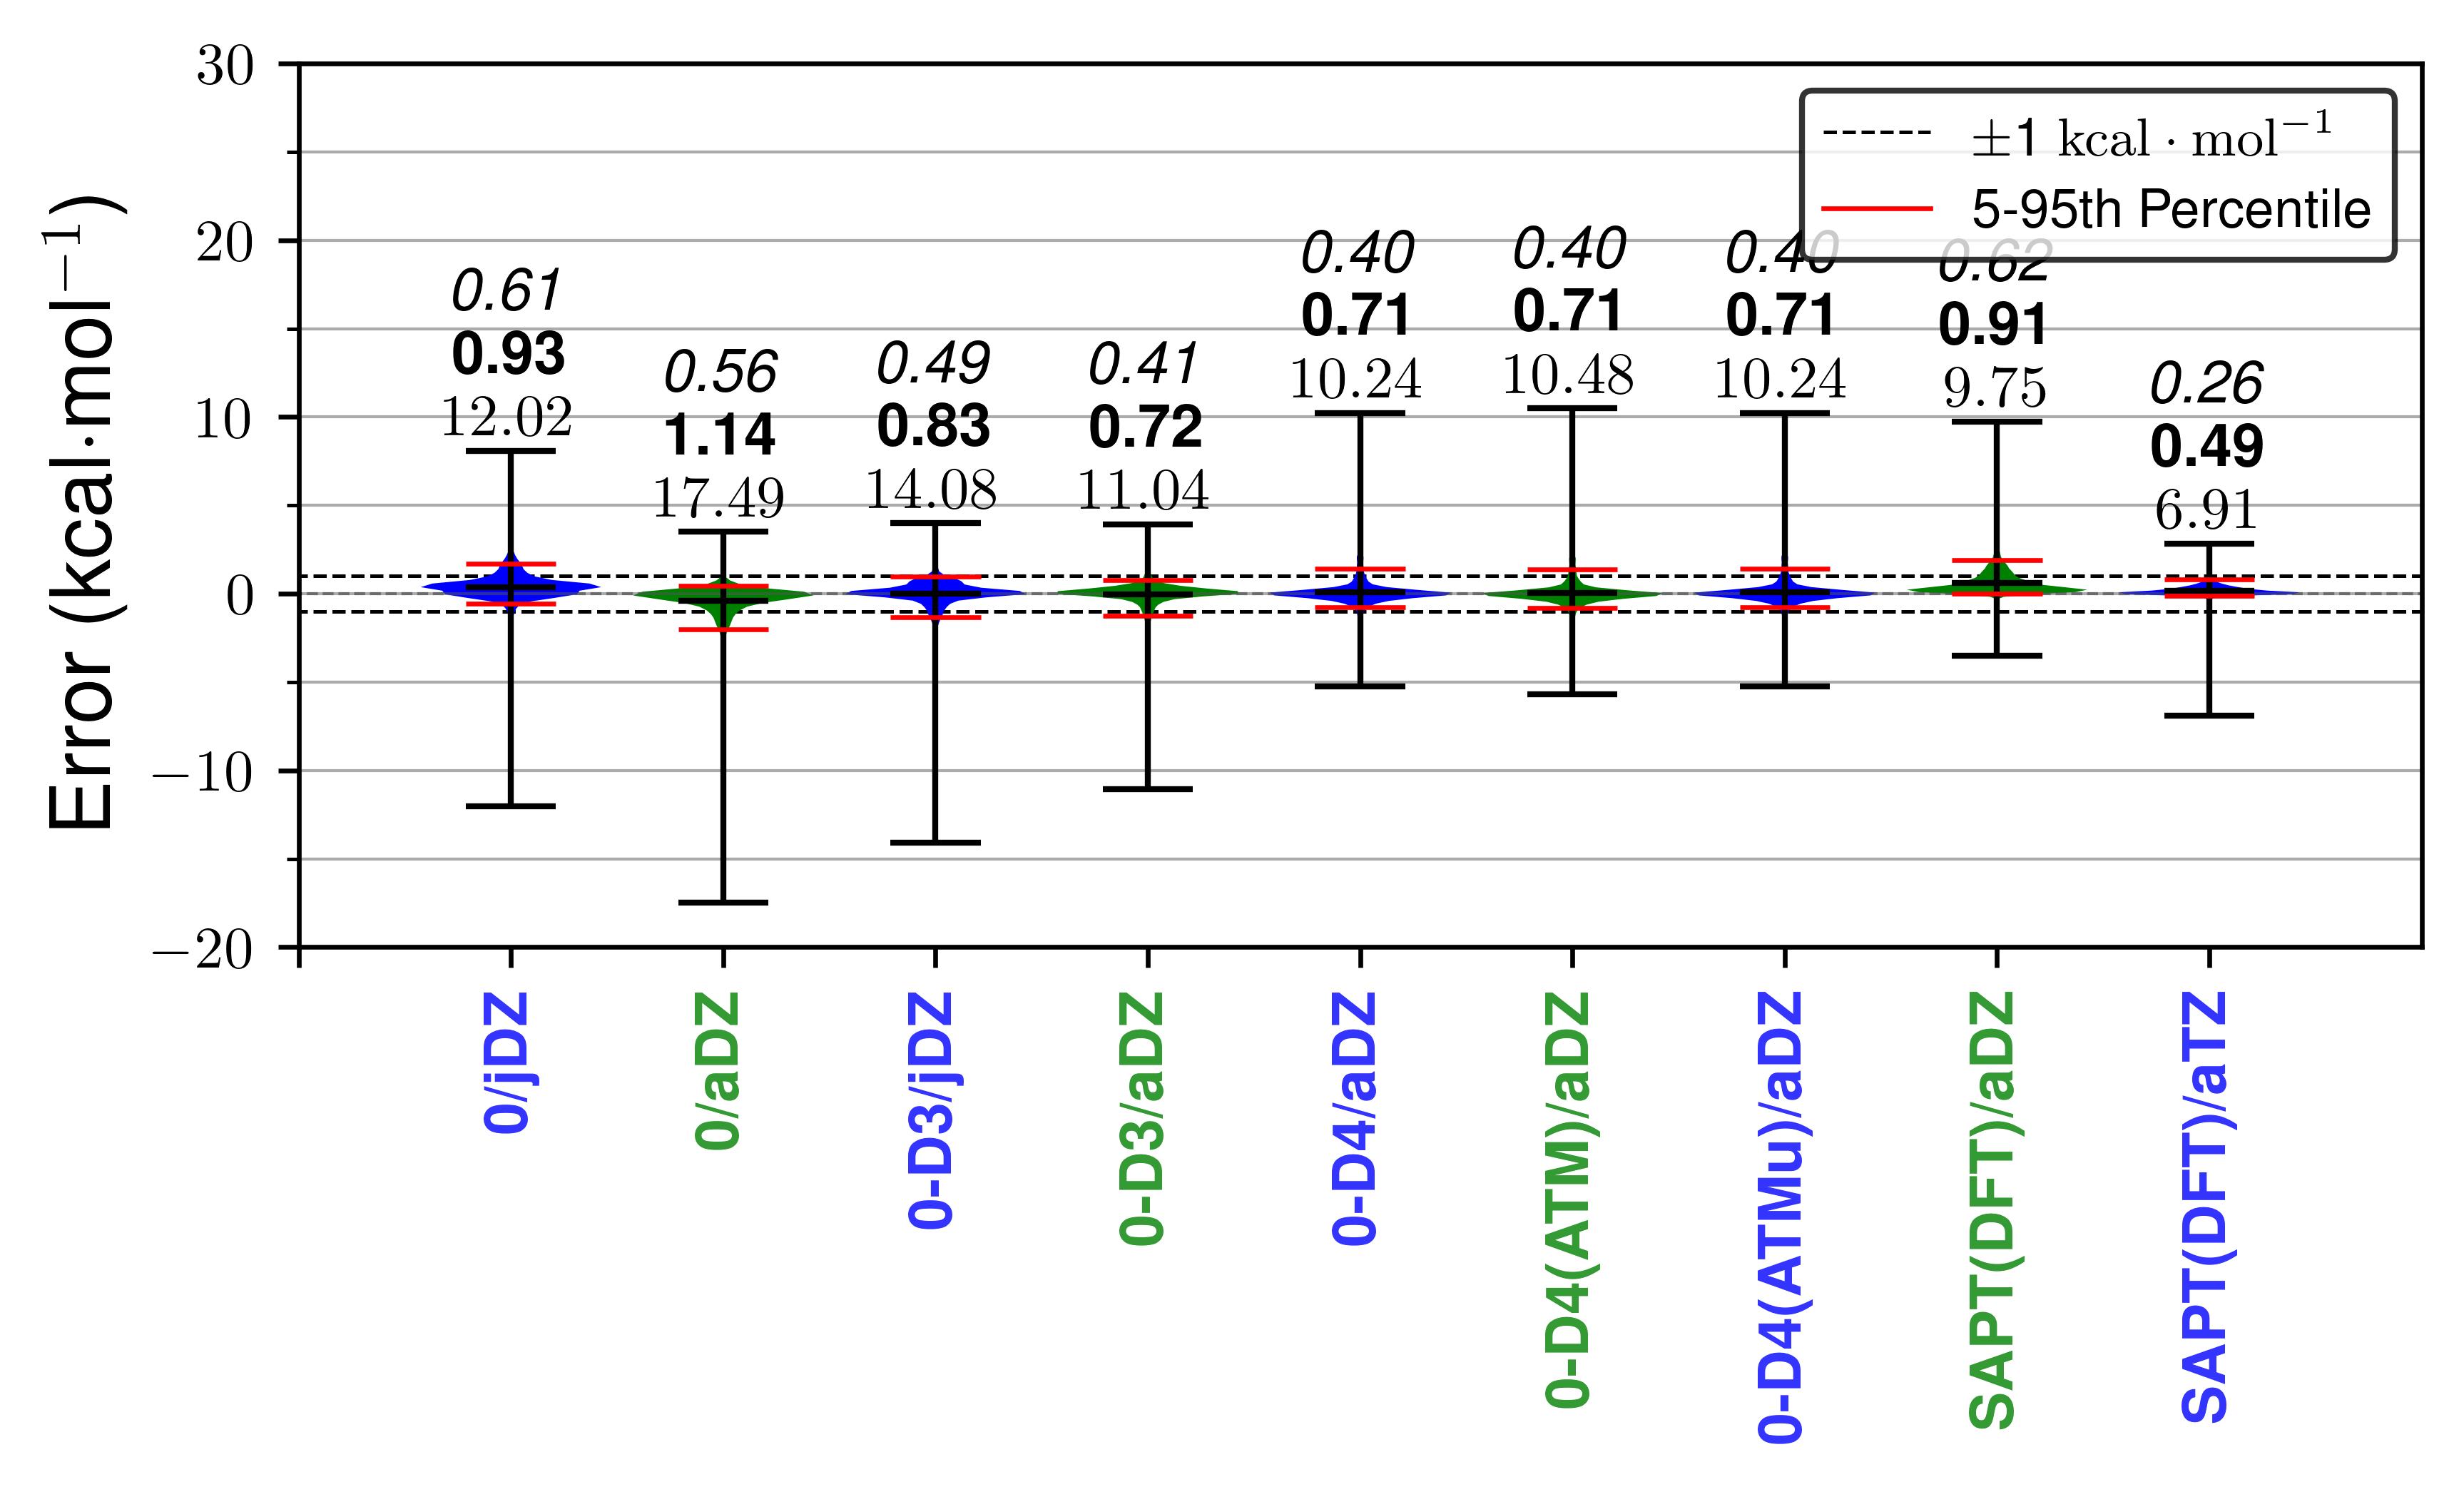 Error (kcal·mol⁻¹)
30
20
10
0
−10
−20
±1 kcal · mol⁻¹
5-95th Percentile
0.61
0.93
12.02
0.56
1.14
17.49
0.49
0.83
14.08
0.41
0.72
11.04
0.40
0.71
10.24
0.40
0.71
10.48
0.40
0.71
10.24
0.62
0.91
9.75
0.26
0.49
6.91
0/jDZ
0/aDZ
0-D3/jDZ
0-D3/aDZ
0-D4/aDZ
0-D4(ATM)/aDZ
0-D4(ATMu)/aDZ
SAPT(DFT)/aDZ
SAPT(DFT)/aTZ